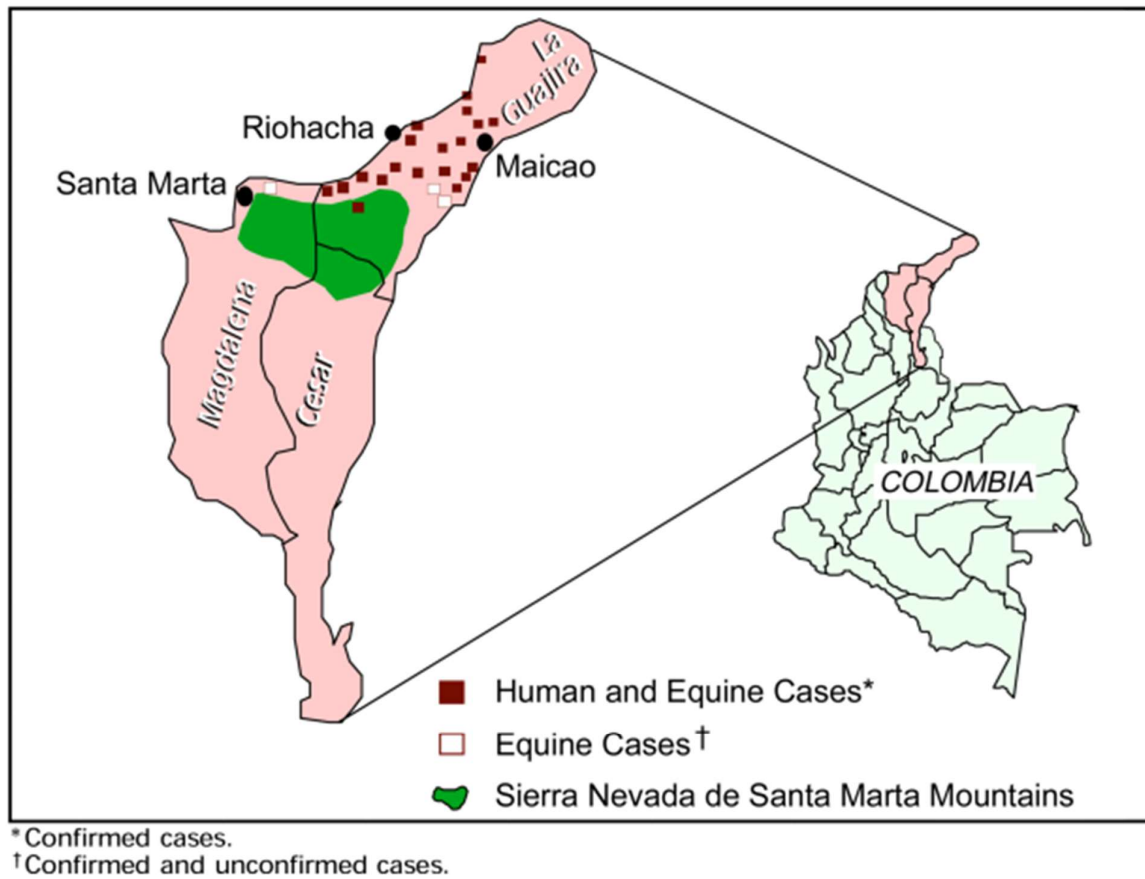 La
Guajira
Riohacha
Maicao
Santa Marta
Magdalena
Cesar
COLOMBIA
Human and Equine Cases*
Equine Cases†
Sierra Nevada de Santa Marta Mountains
*Confirmed cases.
†Confirmed and unconfirmed cases.